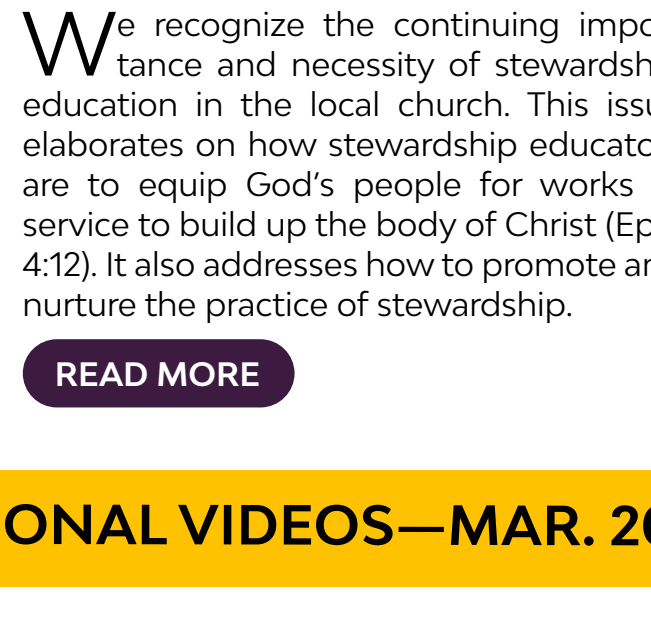 We recognize the continuing impo
tance and necessity of stewardsh
education in the local church. This issu
elaborates on how stewardship educato
are to equip God's people for works
service to build up the body of Christ (Ep
4:12). It also addresses how to promote an
nurture the practice of stewardship.
READ MORE
ONAL VIDEOS—MAR. 20